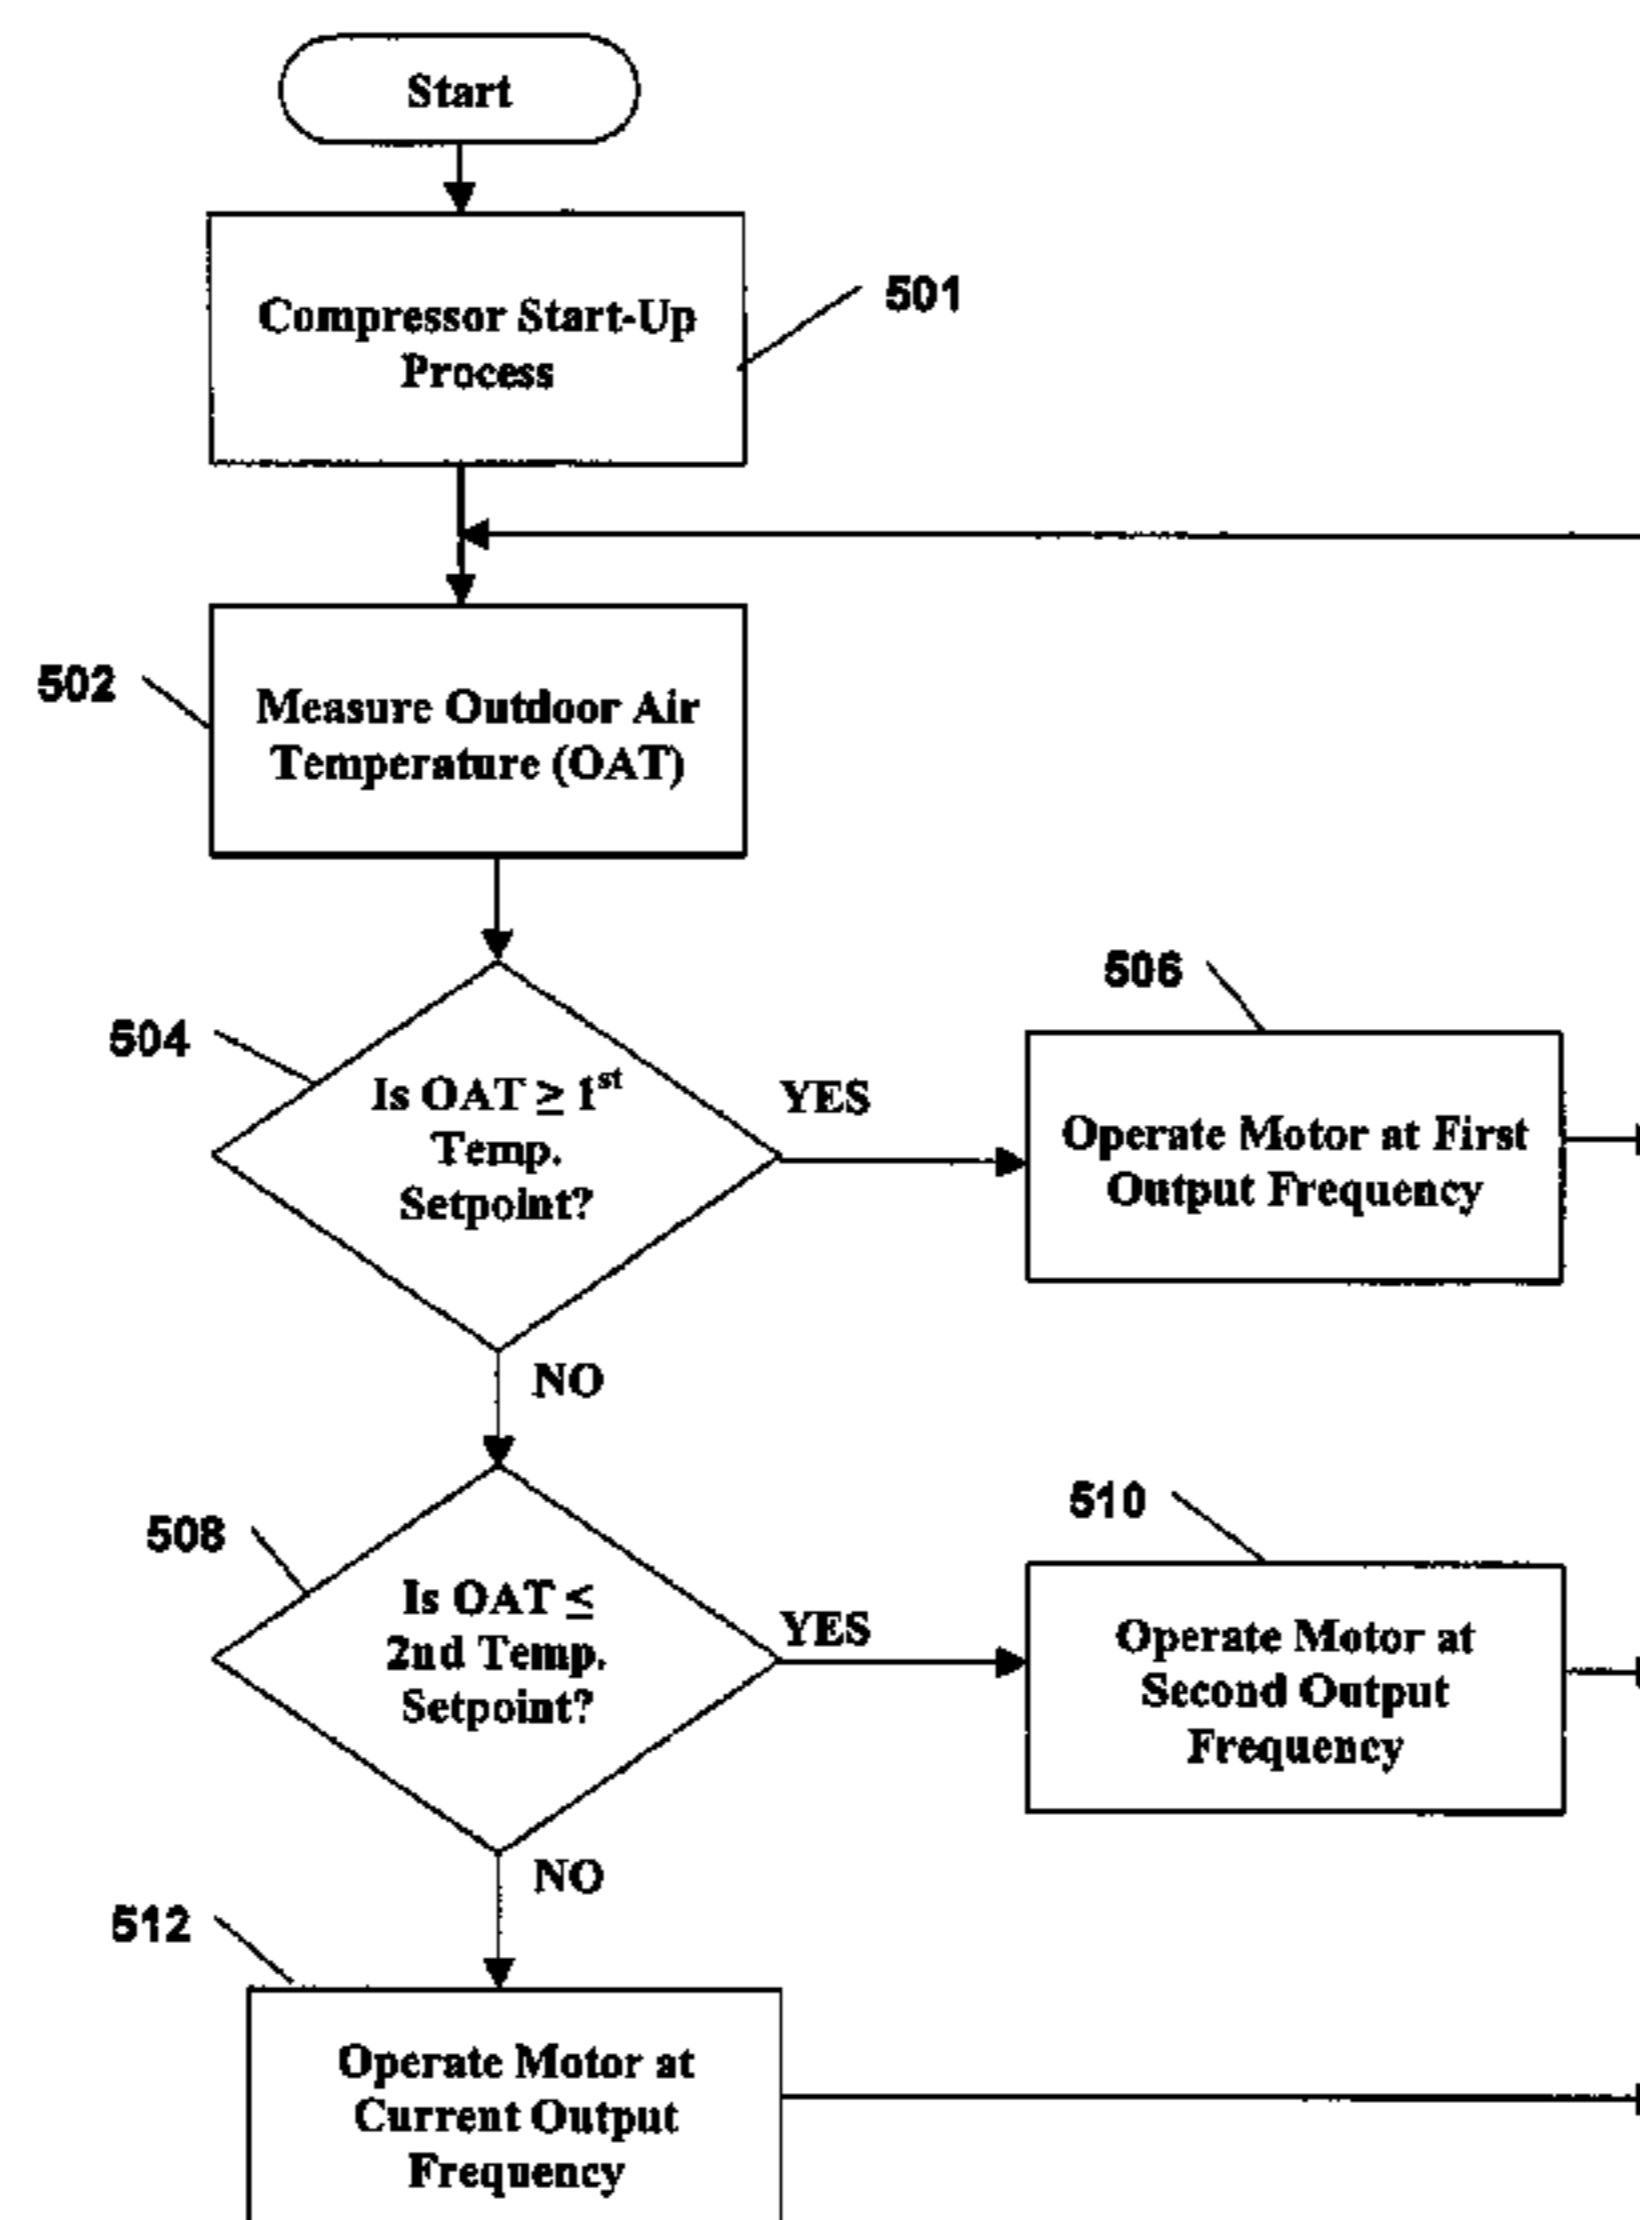 Start
Compressor Start-Up
Process
501
502
Measure Outdoor Air
Temperature (OAT)
504
Is OAT ≥ 1st
Temp.
Setpoint?
YES
506
Operate Motor at First
Output Frequency
NO
508
Is OAT ≤
2nd Temp.
Setpoint?
YES
510
Operate Motor at
Second Output
Frequency
NO
512
Operate Motor at
Current Output
Frequency